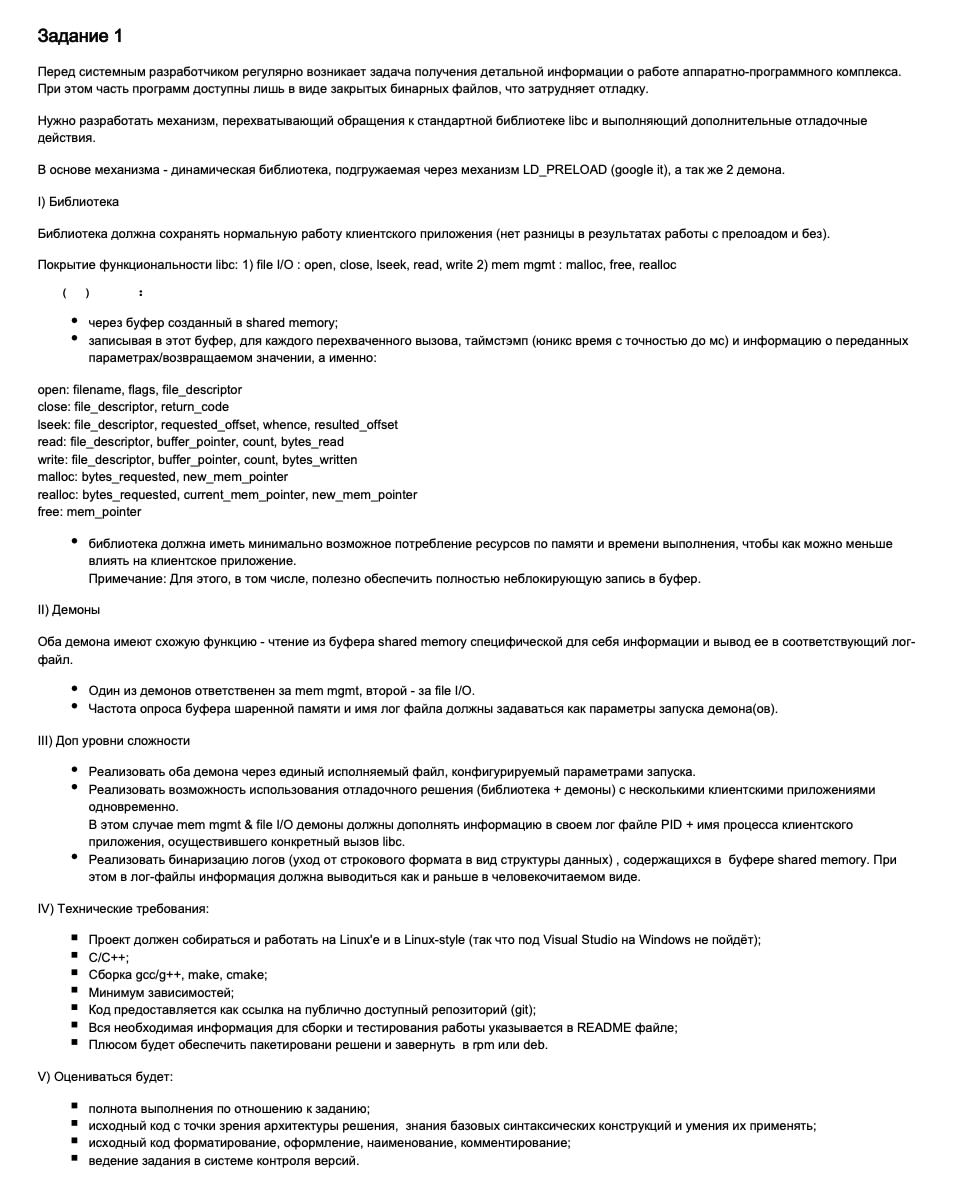 Задание 1
Перед системным разработчиком регулярно возникает задача получения детальной информации о работе аппаратно-программного комплекса.
При этом часть программ доступны лишь в виде закрытых бинарных файлов, что затрудняет отладку.
Нужно разработать механизм, перехватывающий обращения к стандартной библиотеке libc и выполняющий дополнительные отладочные
действия.
В основе механизма - динамическая библиотека, подгружаемая через механизм LD_PRELOAD (google it), а так же 2 демона.
I) Библиотека
Библиотека должна сохранять нормальную работу клиентского приложения (нет разницы в результатах работы с прелоадом и без).
Покрытие функциональности libc: 1) file I/O : open, close, lseek, read, write 2) mem mgmt : malloc, free, realloc
( ) :
• через буфер созданный в shared memory;
• записывая в этот буфер, для каждого перехваченного вызова, таймстэмп (юникс время с точностью до мс) и информацию о переданных
параметрах/возвращаемом значении, а именно:
open: filename, flags, file_descriptor
close: file_descriptor, return_code
lseek: file_descriptor, requested_offset, whence, resulted_offset
read: file_descriptor, buffer_pointer, count, bytes_read
write: file_descriptor, buffer_pointer, count, bytes_written
malloc: bytes_requested, new_mem_pointer
realloc: bytes_requested, current_mem_pointer, new_mem_pointer
free: mem_pointer
• библиотека должна иметь минимально возможное потребление ресурсов по памяти и времени выполнения, чтобы как можно меньше
влиять на клиентское приложение.
Примечание: Для этого, в том числе, полезно обеспечить полностью неблокирующую запись в буфер.
II) Демоны
Оба демона имеют схожую функцию - чтение из буфера shared memory специфической для себя информации и вывод ее в соответствующий лог-
файл.
• Один из демонов ответственен за mem mgmt, второй - за file I/O.
• Частота опроса буфера шаренной памяти и имя лог файла должны задаваться как параметры запуска демона(ов).
III) Доп уровни сложности
• Реализовать оба демона через единый исполняемый файл, конфигурируемый параметрами запуска.
• Реализовать возможность использования отладочного решения (библиотека + демоны) с несколькими клиентскими приложениями
одновременно.
В этом случае mem mgmt & file I/O демоны должны дополнять информацию в своем лог файле PID + имя процесса клиентского
приложения, осуществившего конкретный вызов libc.
• Реализовать бинаризацию логов (уход от строкового формата в вид структуры данных) , содержащихся в буфере shared memory. При
этом в лог-файлы информация должна выводиться как и раньше в человекочитаемом виде.
IV) Технические требования:
▪ Проект должен собираться и работать на Linux'е и в Linux-style (так что под Visual Studio на Windows не пойдёт);
▪ C/C++;
▪ Сборка gcc/g++, make, cmake;
▪ Минимум зависимостей;
▪ Код предоставляется как ссылка на публично доступный репозиторий (git);
▪ Вся необходимая информация для сборки и тестирования работы указывается в README файле;
▪ Плюсом будет обеспечить пакетировани решени и завернуть в rpm или deb.
V) Оцениваться будет:
▪ полнота выполнения по отношению к заданию;
▪ исходный код с точки зрения архитектуры решения, знания базовых синтаксических конструкций и умения их применять;
▪ исходный код форматирование, оформление, наименование, комментирование;
▪ ведение задания в системе контроля версий.